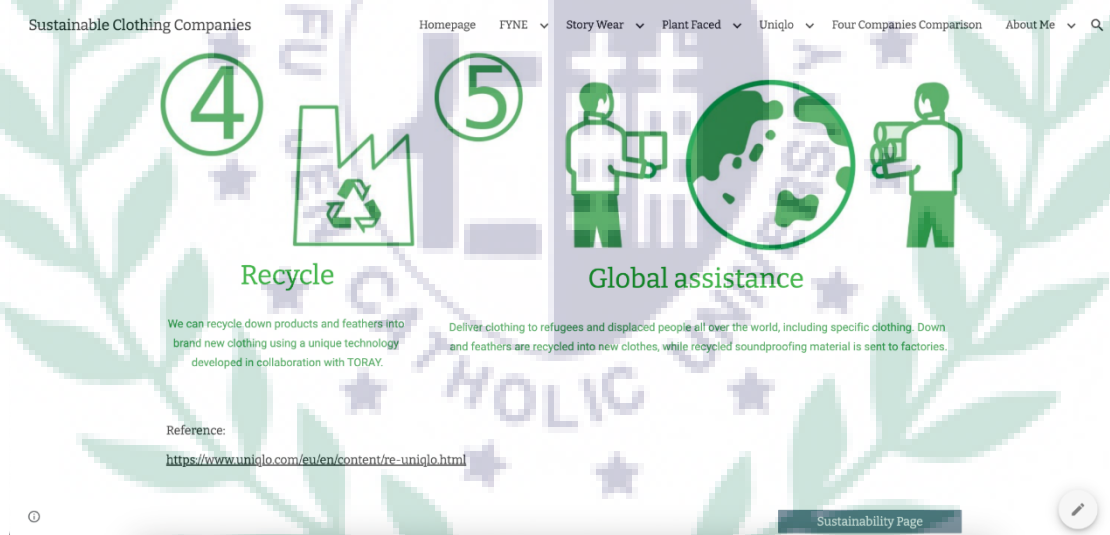 Sustainable Clothing Companies
Homepage
FYNE
Story Wear
Plant Faced
Uniqlo
Four Companies Comparison
About Me
4
5
Recycle
Global assistance
We can recycle down products and feathers into
brand new clothing using a unique technology
developed in collaboration with TORAY.
Deliver clothing to refugees and displaced people all over the world, including specific clothing. Down
and feathers are recycled into new clothes, while recycled soundproofing material is sent to factories.
CATHOLIC
Reference:
https://www.uniqlo.com/eu/en/content/re-uniqlo.html
Sustainability Page